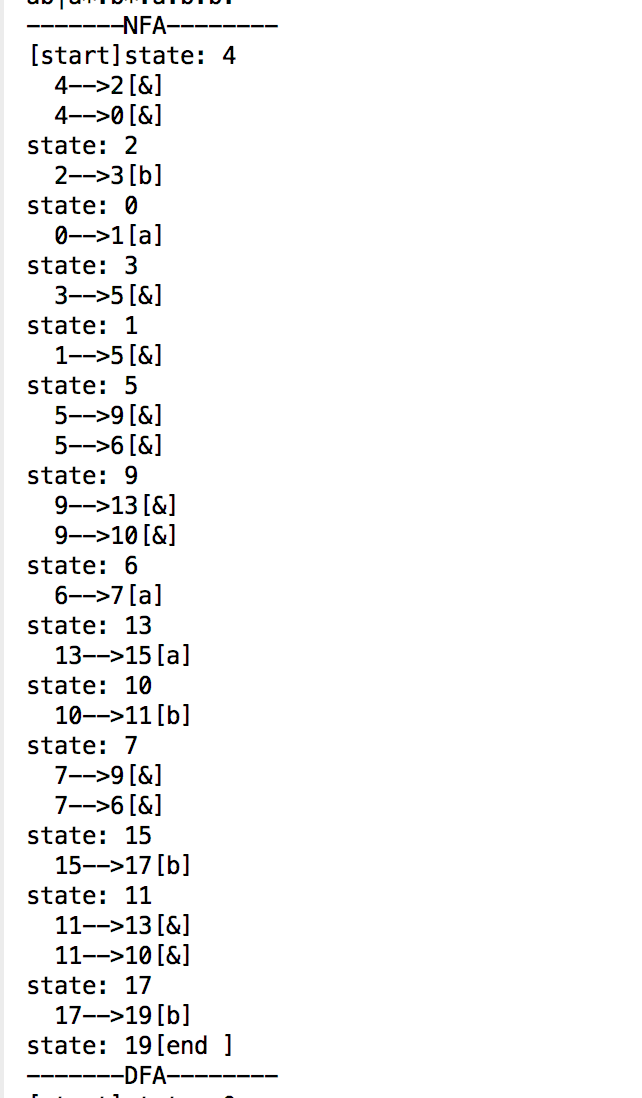 ab|a*.b*.a.b.b.
-------NFA--------
[start]state: 4
4-->2[&]
4-->0[&]
state: 2
2-->3[b]
state: 0
0-->1[a]
state: 3
3-->5[&]
state: 1
1-->5[&]
state: 5
5-->9[&]
5-->6[&]
state: 9
9-->13[&]
9-->10[&]
state: 6
6-->7[a]
state: 13
13-->15[a]
state: 10
10-->11[b]
state: 7
7-->9[&]
7-->6[&]
state: 15
15-->17[b]
state: 11
11-->13[&]
11-->10[&]
state: 17
17-->19[b]
state: 19[end ]
-------DFA--------